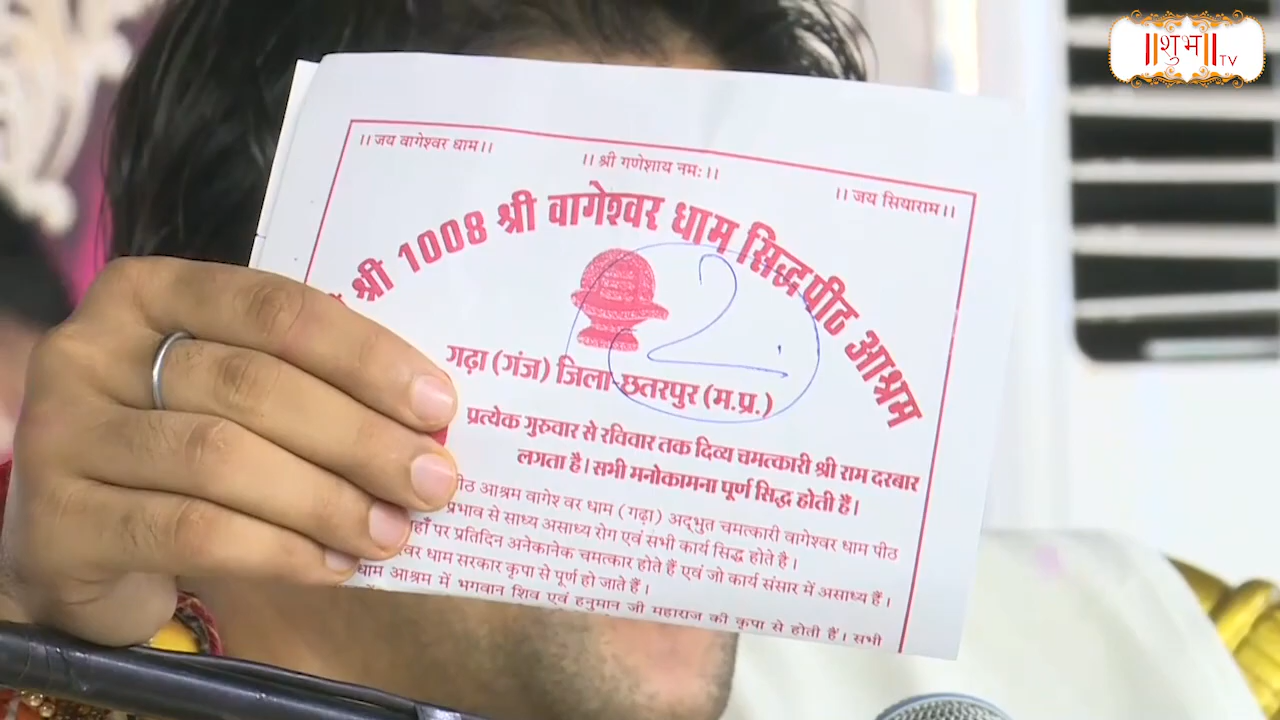 ।।शुभ।। TV
।। जय वागेश्वर धाम।।
।। श्री गणेशाय नमः।।
।। जय सियाराम।।
श्री 1008 श्री वागेश्वर धाम सिद्धपीठ आश्रम
2.
गढ़ा (गंज) जिला-छतरपुर (म.प्र.)
प्रत्येक गुरुवार से रविवार तक दिव्य चमत्कारी श्री राम दरबार
लगता है। सभी मनोकामना पूर्ण सिद्ध होती हैं।
पीठ आश्रम वागेश वर धाम (गढ़ा) अद्भुत चमत्कारी वागेश्वर धाम पीठ
प्रभाव से साध्य असाध्य रोग एवं सभी कार्य सिद्ध होते है।
पर प्रतिदिन अनेकानेक चमत्कार होते हैं एवं जो कार्य संसार में असाध्य हैं।
धाम सरकार कृपा से पूर्ण हो जाते हैं।
धाम आश्रम में भगवान शिव एवं हनुमान जी महाराज की कृपा से होती हैं। सभी